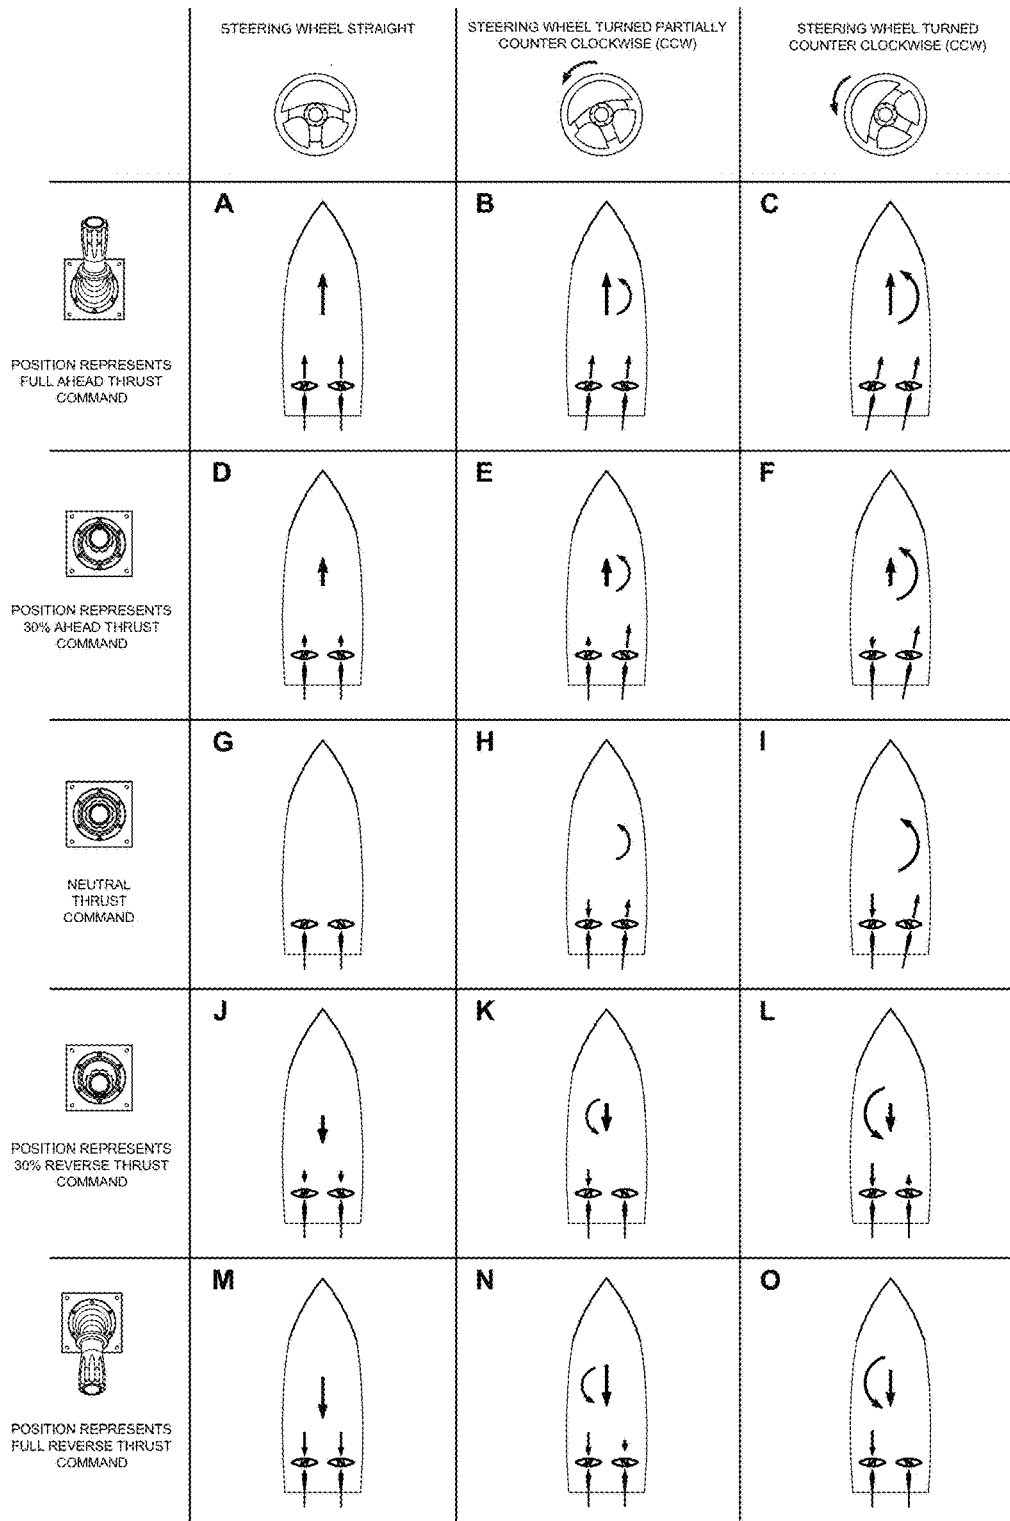 STEERING WHEEL STRAIGHT
STEERING WHEEL TURNED PARTIALLY
COUNTER CLOCKWISE (CCW)
STEERING WHEEL TURNED
COUNTER CLOCKWISE (CCW)
A
B
C
POSITION REPRESENTS
FULL AHEAD THRUST
COMMAND
D
E
F
POSITION REPRESENTS
30% AHEAD THRUST
COMMAND
G
H
I
NEUTRAL
THRUST
COMMAND
J
K
L
POSITION REPRESENTS
30% REVERSE THRUST
COMMAND
M
N
O
POSITION REPRESENTS
FULL REVERSE THRUST
COMMAND